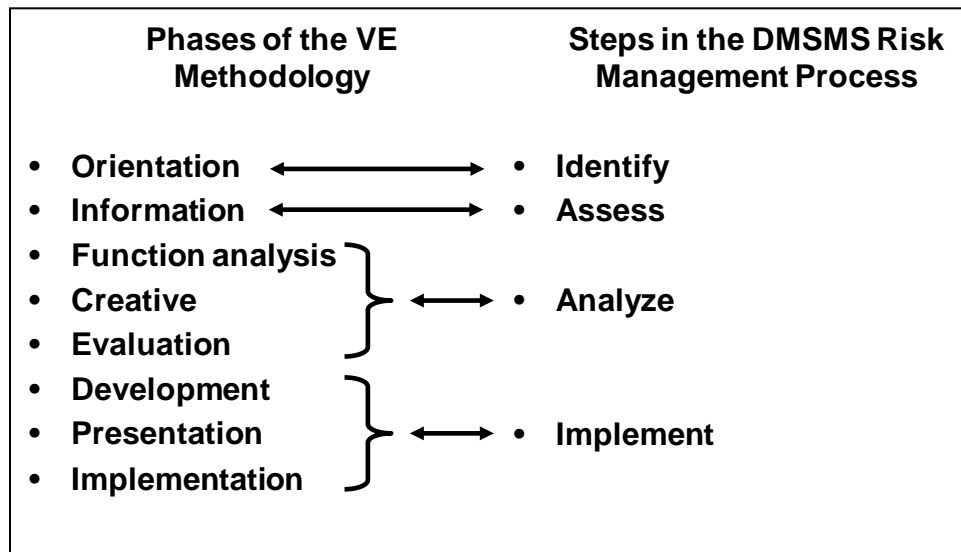 Phases of the VE
Methodology
Steps in the DMSMS Risk
Management Process
• Orientation
• Identify
• Information
• Assess
• Function analysis
• Creative
• Analyze
• Evaluation
• Development
• Presentation
• Implement
• Implementation